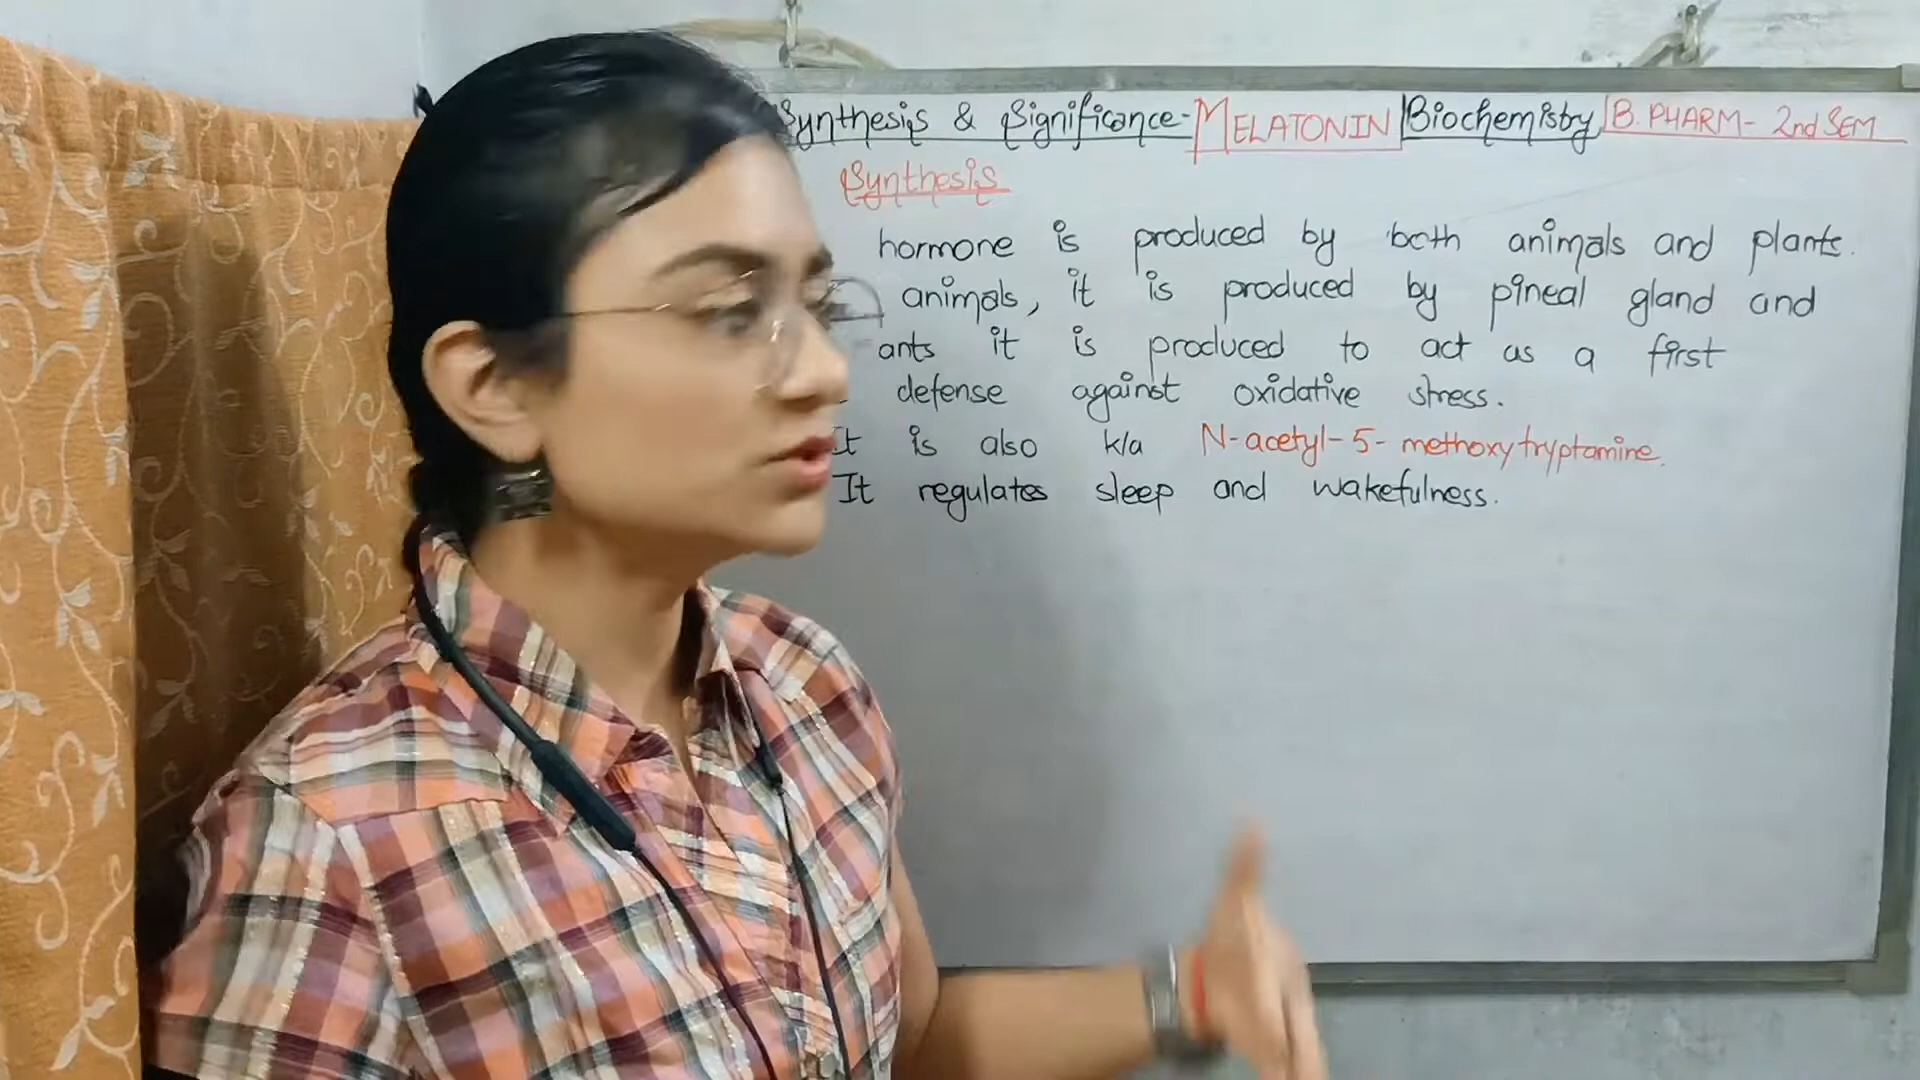 Synthesis & Significance- MELATONIN Biochemistry B. PHARM- 2nd SEM
Synthesis
hormone is produced by both animals and plants.
animals, it is produced by pineal gland and
ants it is produced to act as a first
defense against oxidative stress.
It is also k/a N-acetyl-5-methoxytryptamine.
It regulates sleep and wakefulness.